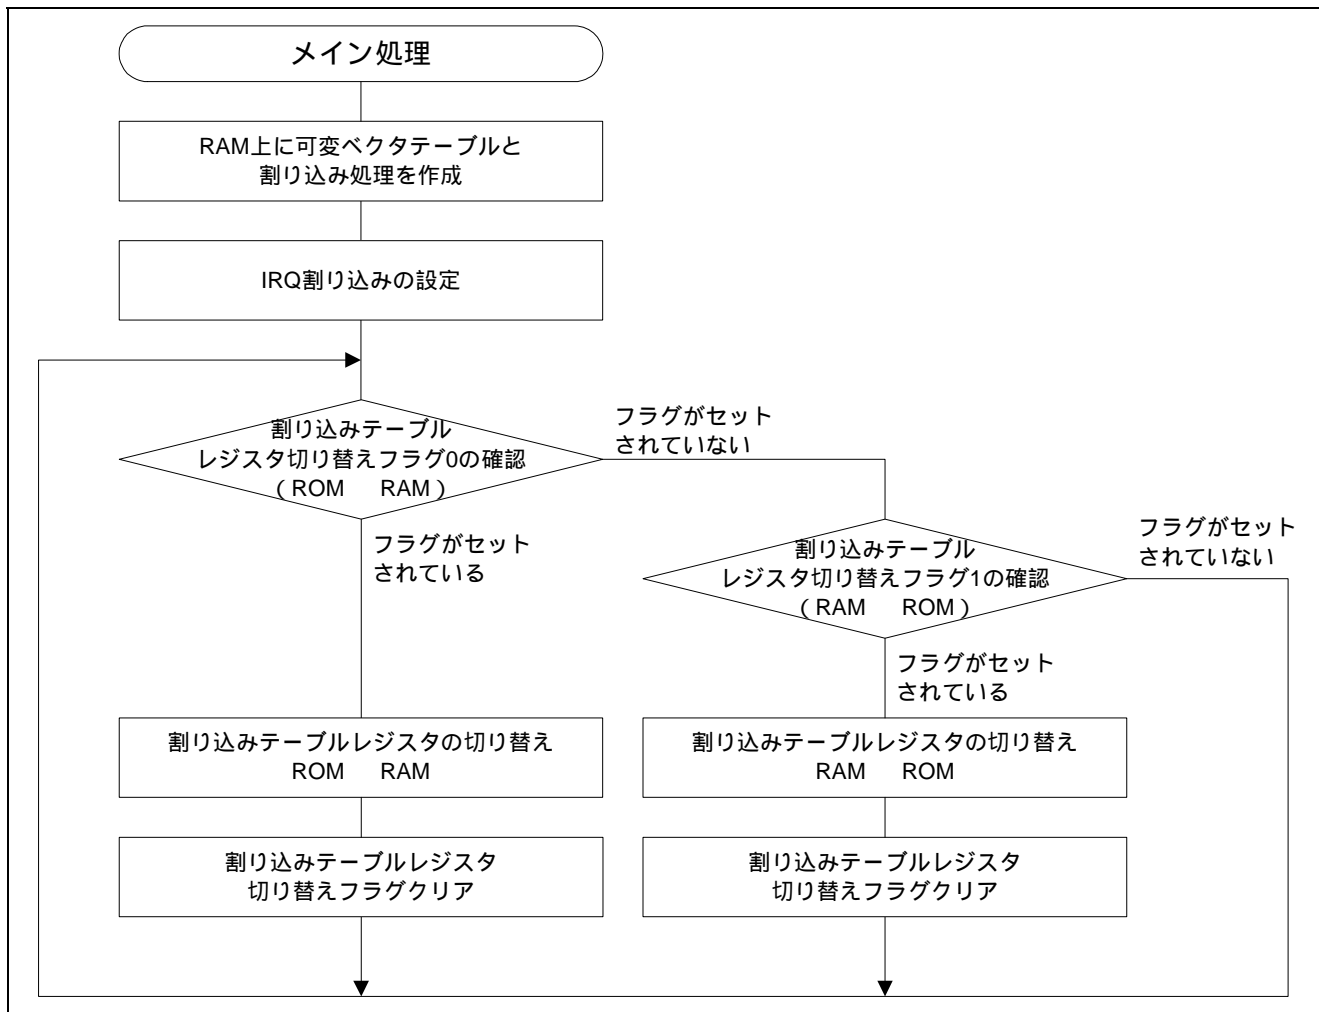 メイン処理
RAM上に可変ベクタテーブルと
割り込み処理を作成
IRQ割り込みの設定
割り込みテーブル
レジスタ切り替えフラグ0の確認
（ROM　RAM）
フラグがセット
されていない
フラグがセット
されている
割り込みテーブル
レジスタ切り替えフラグ1の確認
（RAM　ROM）
フラグがセット
されていない
フラグがセット
されている
割り込みテーブルレジスタの切り替え
ROM　RAM
割り込みテーブルレジスタの切り替え
RAM　ROM
割り込みテーブルレジスタ
切り替えフラグクリア
割り込みテーブルレジスタ
切り替えフラグクリア